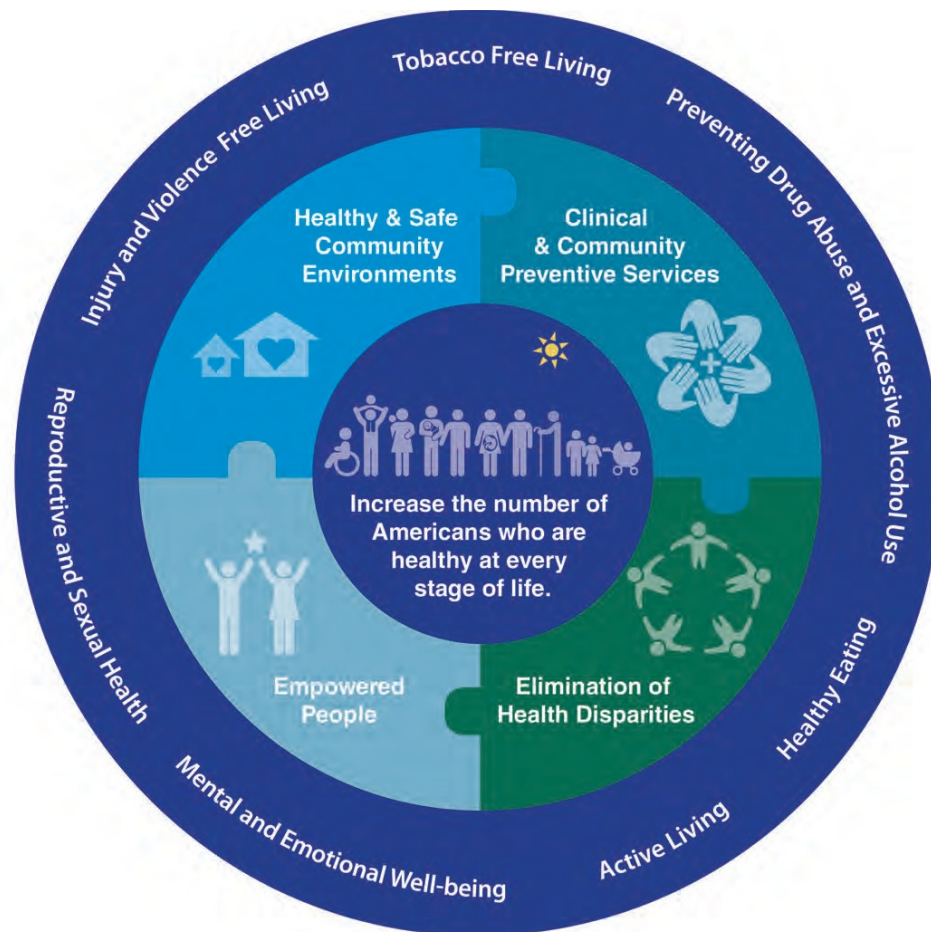 Tobacco Free Living
Preventing Drug Abuse and Excessive Alcohol Use
Healthy Eating
Active Living
Mental and Emotional Well-being
Reproductive and Sexual Health
Injury and Violence Free Living
Healthy & Safe
Community
Environments
Clinical
& Community
Preventive Services
Increase the number of
Americans who are
healthy at every
stage of life.
Empowered
People
Elimination of
Health Disparities